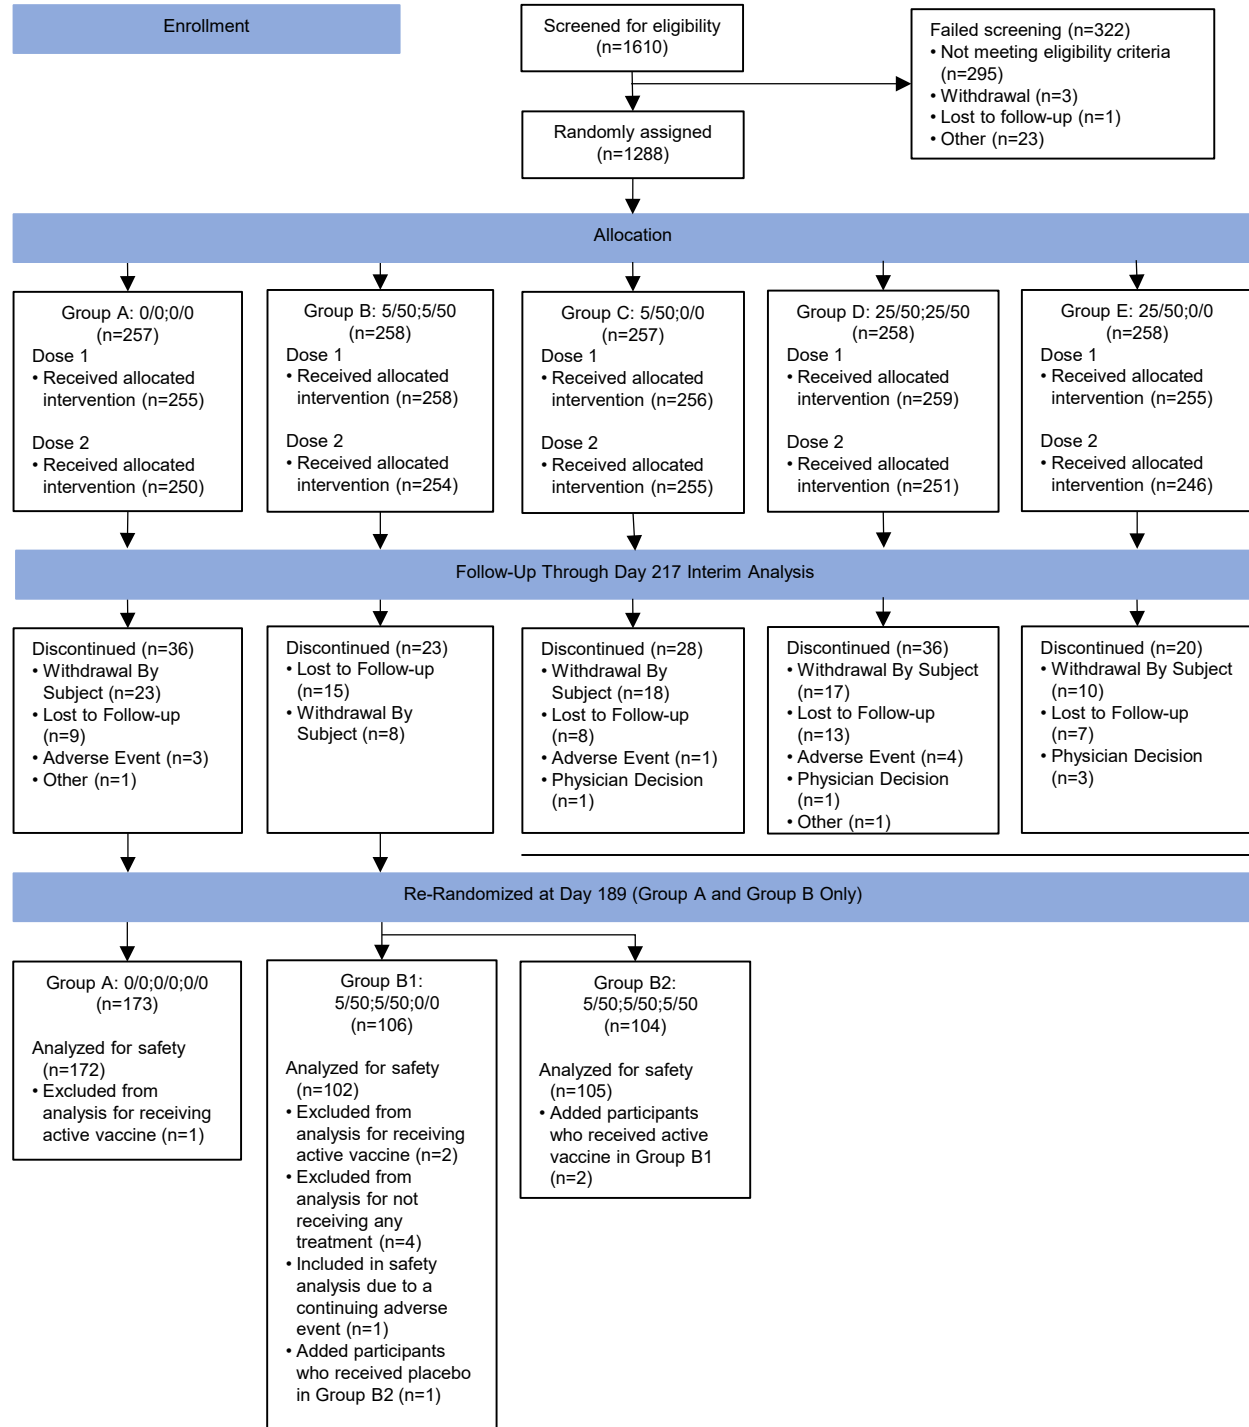 Enrollment
Screened for eligibility
(n=1610)
Failed screening (n=322)
• Not meeting eligibility criteria
(n=295)
• Withdrawal (n=3)
• Lost to follow-up (n=1)
• Other (n=23)
Randomly assigned
(n=1288)
Allocation
Group A: 0/0;0/0
(n=257)
Dose 1
• Received allocated
intervention (n=255)
Dose 2
• Received allocated
intervention (n=250)
Group B: 5/50;5/50
(n=258)
Dose 1
• Received allocated
intervention (n=258)
Dose 2
• Received allocated
intervention (n=254)
Group C: 5/50;0/0
(n=257)
Dose 1
• Received allocated
intervention (n=256)
Dose 2
• Received allocated
intervention (n=255)
Group D: 25/50;25/50
(n=258)
Dose 1
• Received allocated
intervention (n=259)
Dose 2
• Received allocated
intervention (n=251)
Group E: 25/50;0/0
(n=258)
Dose 1
• Received allocated
intervention (n=255)
Dose 2
• Received allocated
intervention (n=246)
Follow-Up Through Day 217 Interim Analysis
Discontinued (n=36)
• Withdrawal By
Subject (n=23)
• Lost to Follow-up
(n=9)
• Adverse Event (n=3)
• Other (n=1)
Discontinued (n=23)
• Lost to Follow-up
(n=15)
• Withdrawal By
Subject (n=8)
Discontinued (n=28)
• Withdrawal By
Subject (n=18)
• Lost to Follow-up
(n=8)
• Adverse Event (n=1)
• Physician Decision
(n=1)
Discontinued (n=36)
• Withdrawal By Subject
(n=17)
• Lost to Follow-up
(n=13)
• Adverse Event (n=4)
• Physician Decision
(n=1)
• Other (n=1)
Discontinued (n=20)
• Withdrawal By Subject
(n=10)
• Lost to Follow-up
(n=7)
• Physician Decision
(n=3)
Re-Randomized at Day 189 (Group A and Group B Only)
Group A: 0/0;0/0;0/0
(n=173)
Analyzed for safety
(n=172)
• Excluded from
analysis for receiving
active vaccine (n=1)
Group B1:
5/50;5/50;0/0
(n=106)
Analyzed for safety
(n=102)
• Excluded from
analysis for receiving
active vaccine (n=2)
• Excluded from
analysis for not
receiving any
treatment (n=4)
• Included in safety
analysis due to a
continuing adverse
event (n=1)
• Added participants
who received placebo
in Group B2 (n=1)
Group B2:
5/50;5/50;5/50
(n=104)
Analyzed for safety
(n=105)
• Added participants
who received active
vaccine in Group B1
(n=2)